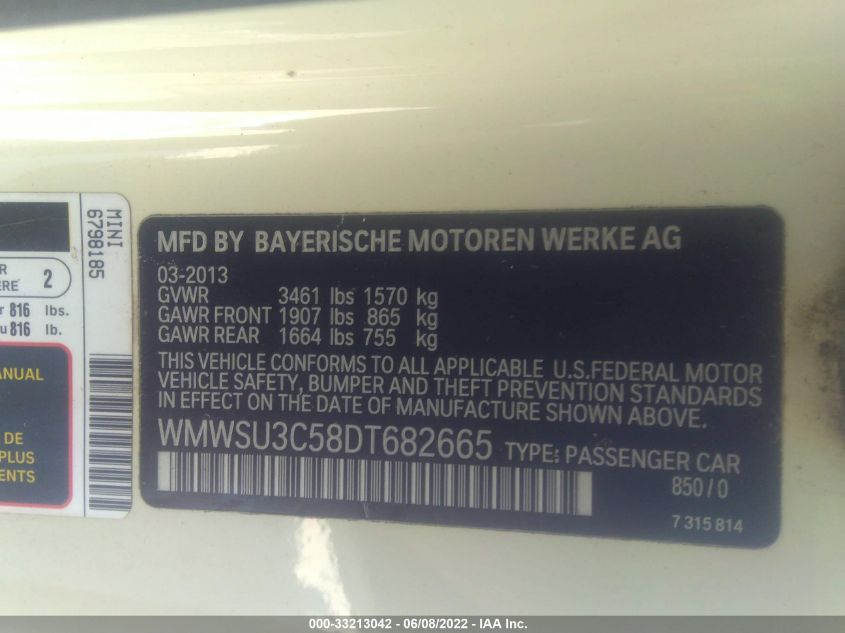 MFD BY BAYERISCHE MOTOREN WERKE AG
03-2013
GVWR 3461 lbs 1570 kg
GAWR FRONT 1907 lbs 865 kg
GAWR REAR 1664 lbs 755 kg
THIS VEHICLE CONFORMS TO ALL APPLICABLE U.S.FEDERAL MOTOR
VEHICLE SAFETY, BUMPER AND THEFT PREVENTION STANDARDS
IN EFFECT ON THE DATE OF MANUFACTURE SHOWN ABOVE.
WMWSU3C58DT682665 TYPE: PASSENGER CAR
850/0
7 315 814
MINI
6798185
2
816 lbs.
816 lb.
DE
000-33213042 - 06/08/2022 - IAA Inc.